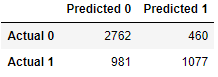 Predicted 0 Predicted 1
Actual 0 2762 460
Actual 1 981 1077